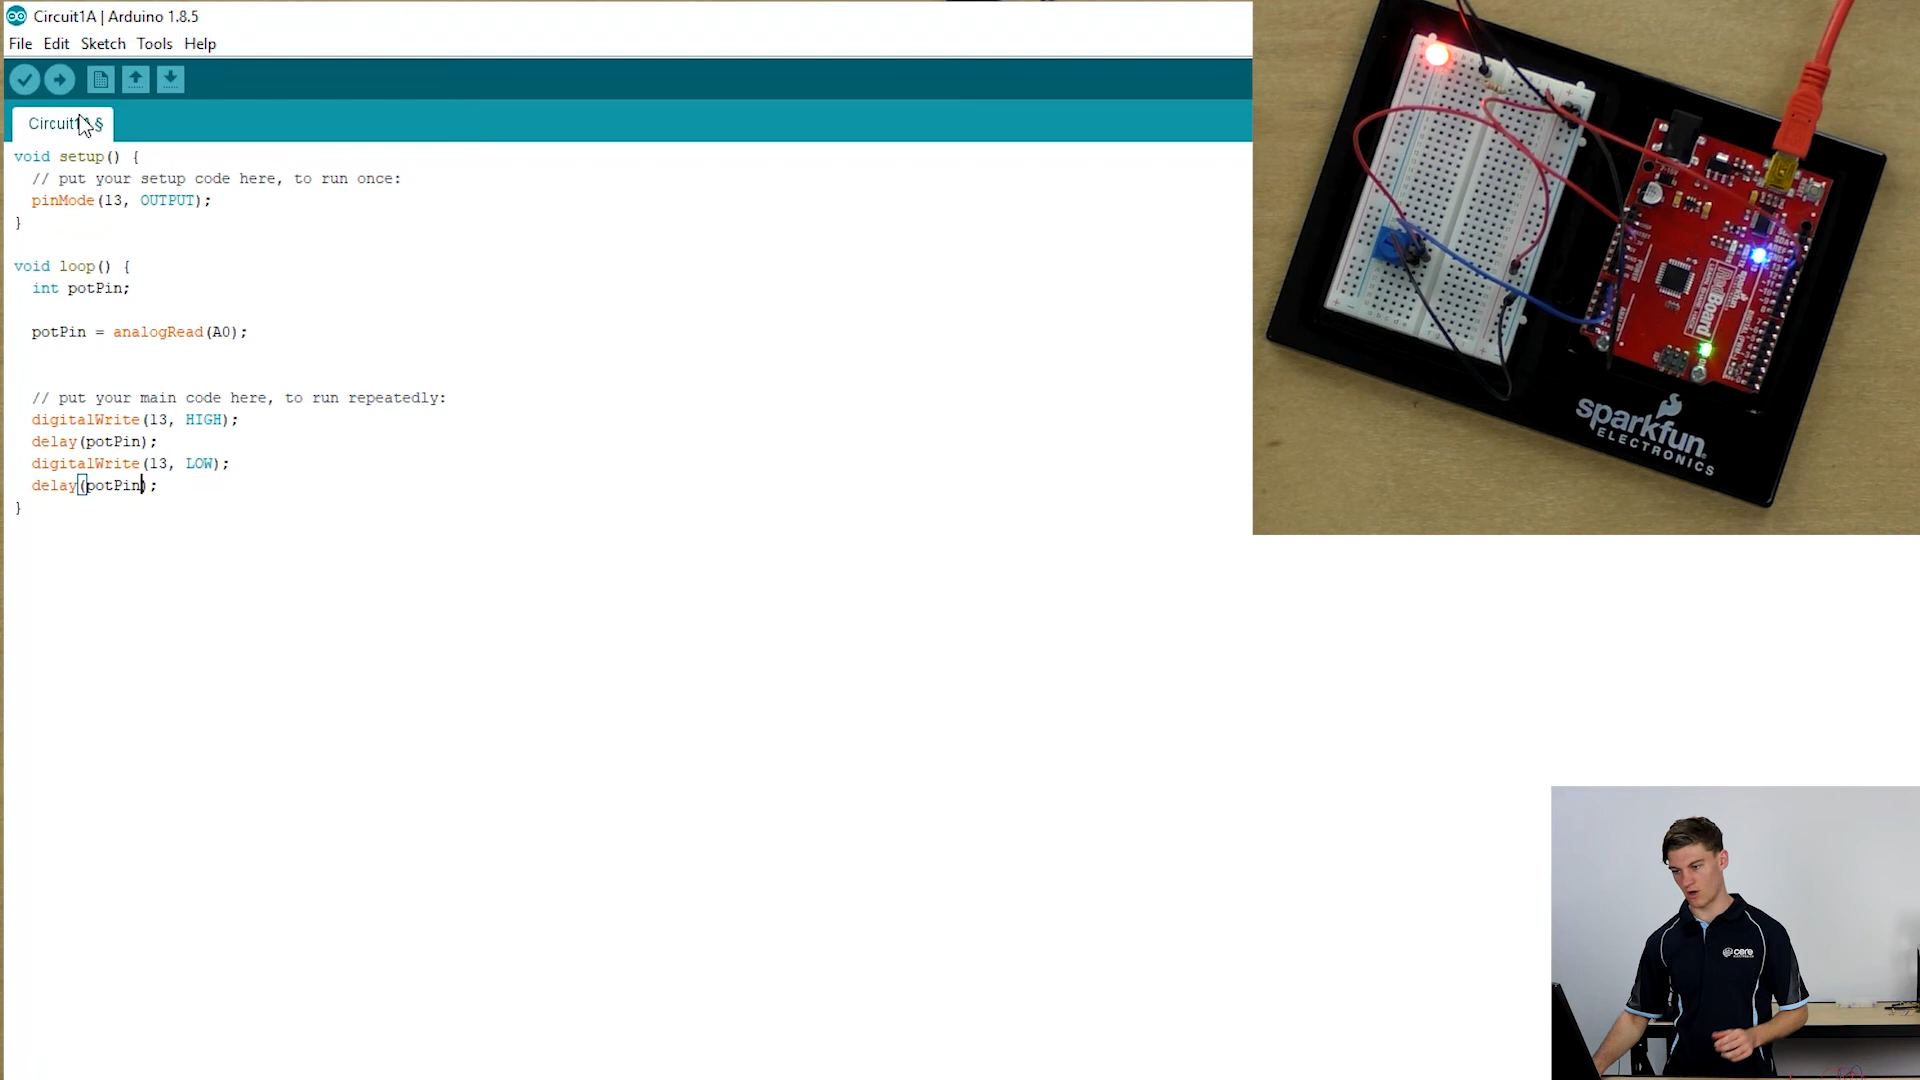 Circuit1A | Arduino 1.8.5
File Edit Sketch Tools Help
void setup() {
// put your setup code here, to run once:
pinMode(13, OUTPUT);
}
void loop() {
int potPin;
potPin = analogRead(A0);
// put your main code here, to run repeatedly:
digitalWrite(13, HIGH);
delay(potPin);
digitalWrite(13, LOW);
delay(potPin);
}
RedBoard
sparkfun
ELECTRONICS
core